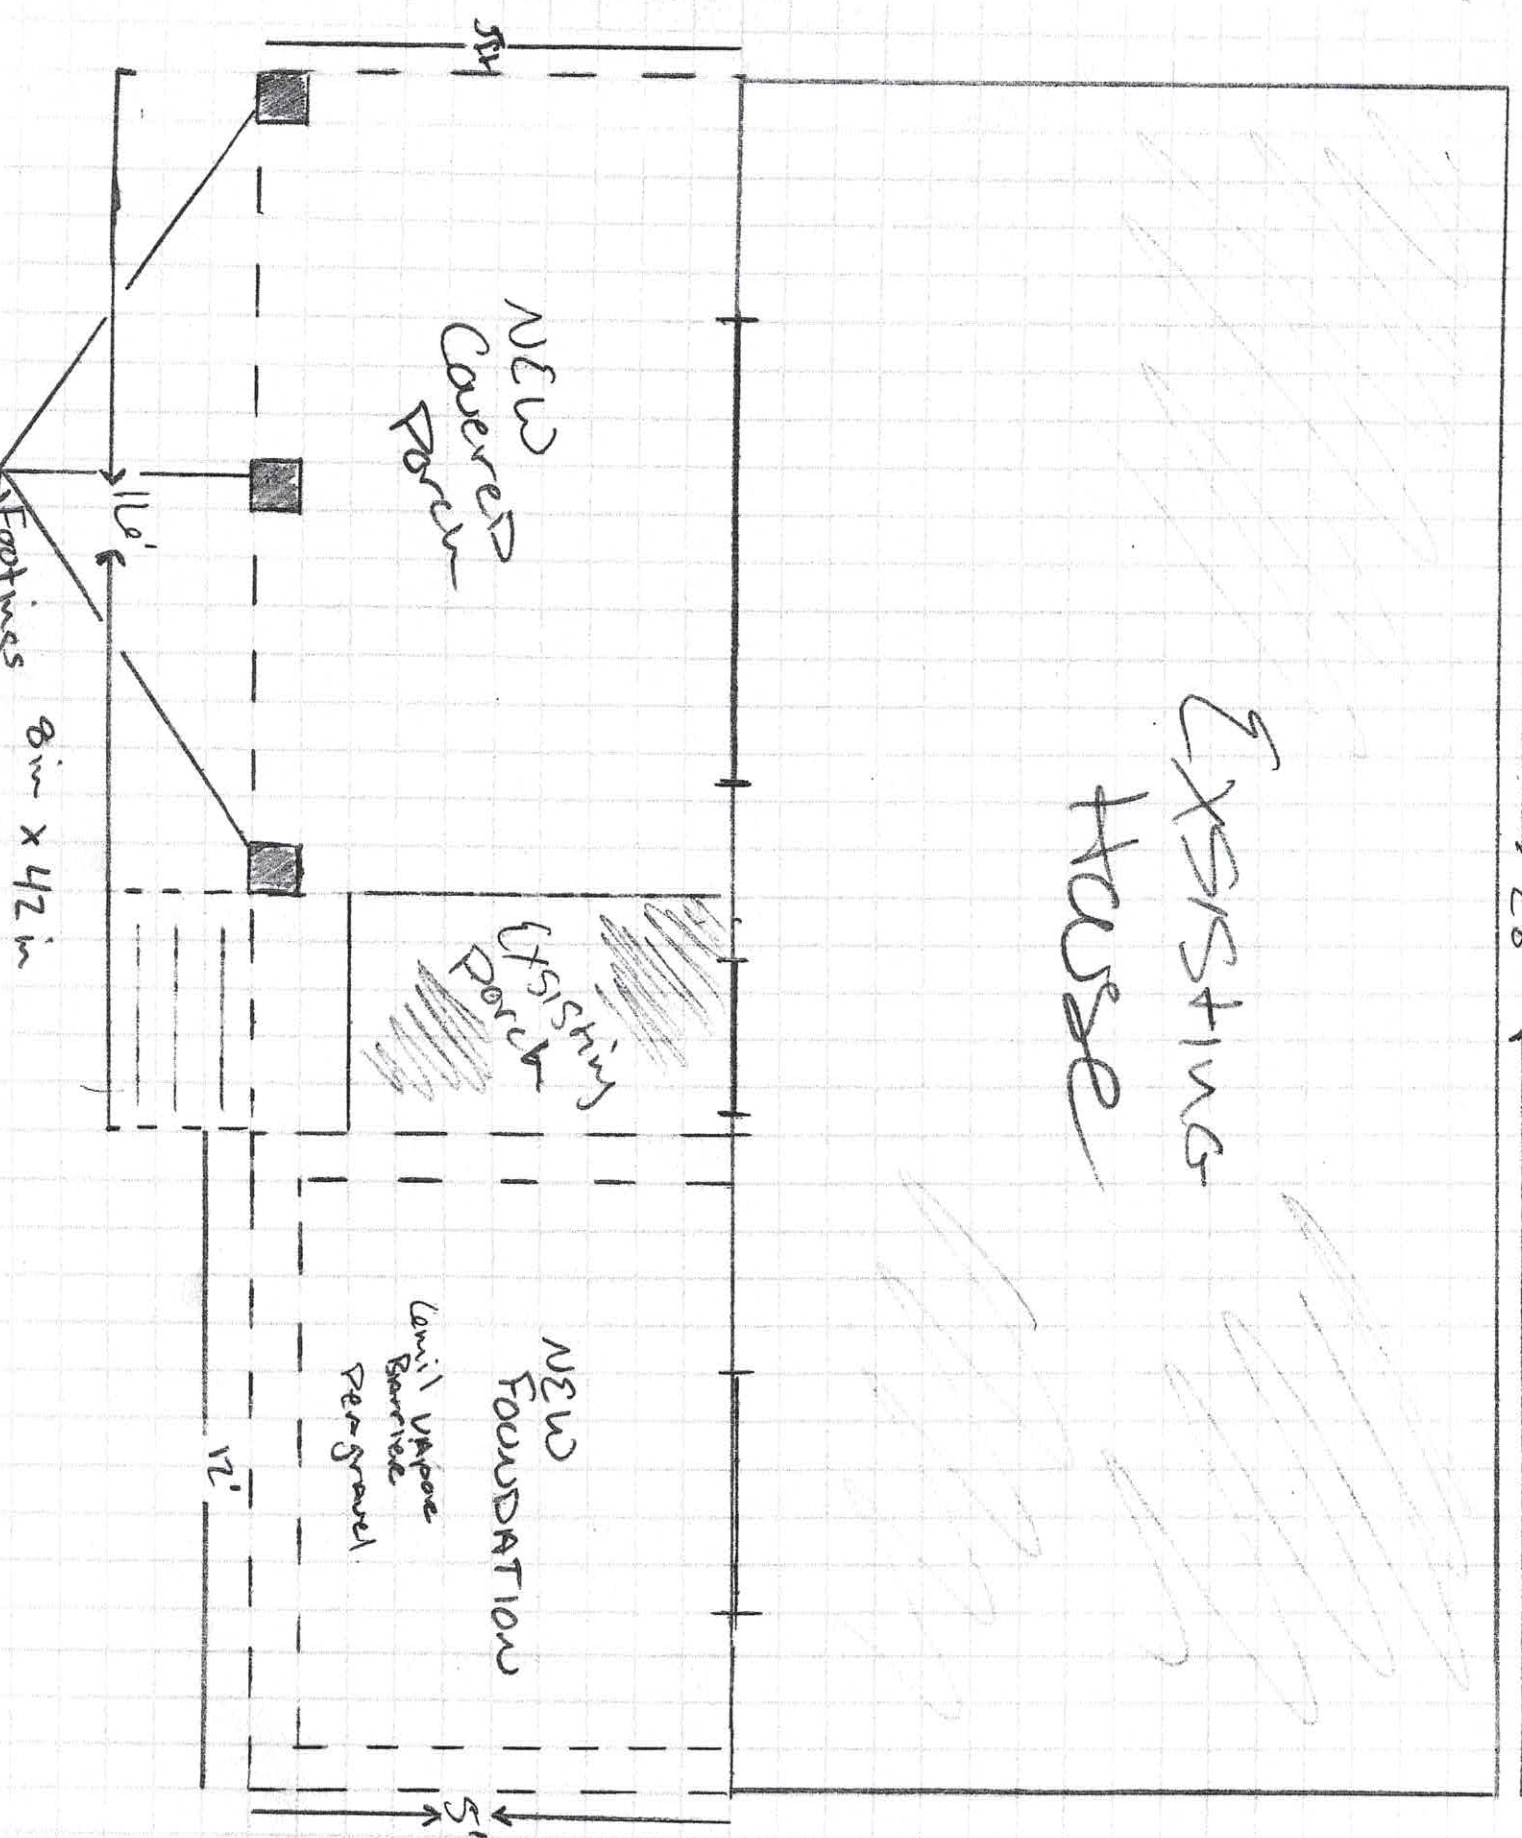 EXSISTING
House
NEW
Covered
Porch
Exsisting
Porch
NEW
FOUNDATION
6mil Vapor
Barrier
Pea gravel
5'
12'
16'
Footings 8in x 42in